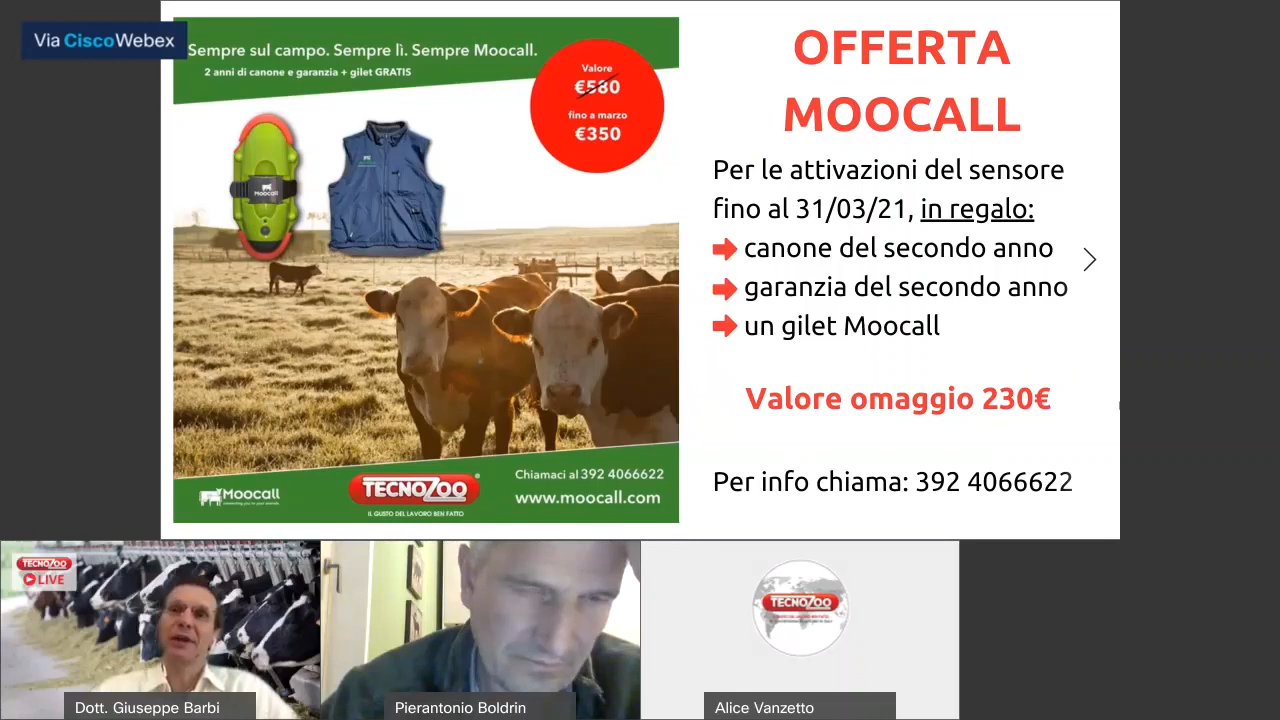 Via CiscoWebex
Sempre sul campo. Sempre lì. Sempre Moocall.
2 anni di canone e garanzia + gilet GRATIS
Valore
€580
fino a marzo
€350
Moocall
Chiamaci al 392 4066622
www.moocall.com
Moocall
TECNOZOO
IL GUSTO DEL LAVORO BEN FATTO
OFFERTA
MOOCALL
Per le attivazioni del sensore
fino al 31/03/21, in regalo:
canone del secondo anno
garanzia del secondo anno
un gilet Moocall
Valore omaggio 230€
Per info chiama: 392 4066622
TECNOZOO
LIVE
Dott. Giuseppe Barbi
Pierantonio Boldrin
TECNOZOO
Alice Vanzetto